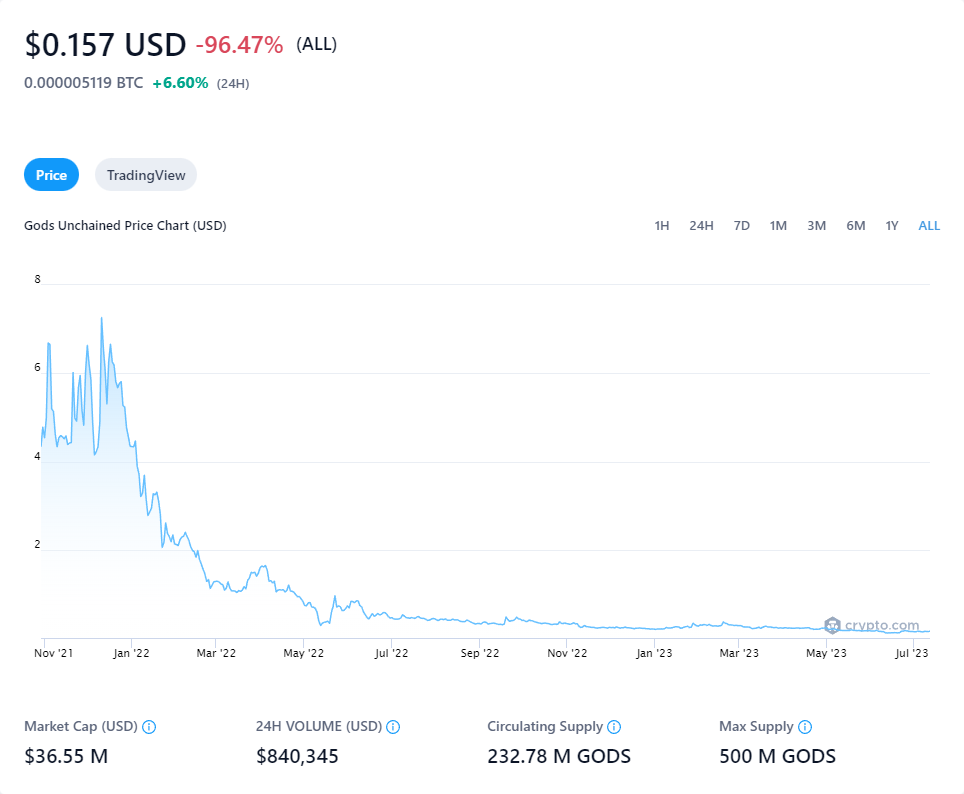 $0.157 USD -96.47% (ALL)
0.000005119 BTC +6.60% (24H)
Price TradingView
Gods Unchained Price Chart (USD) 1H 24H 7D 1M 3M 6M 1Y ALL
8
6
4
2
crypto.com
Nov '21 Jan '22 Mar '22 May '22 Jul '22 Sep '22 Nov '22 Jan '23 Mar '23 May '23 Jul '23
Market Cap (USD) 24H VOLUME (USD) Circulating Supply Max Supply
$36.55 M $840,345 232.78 M GODS 500 M GODS